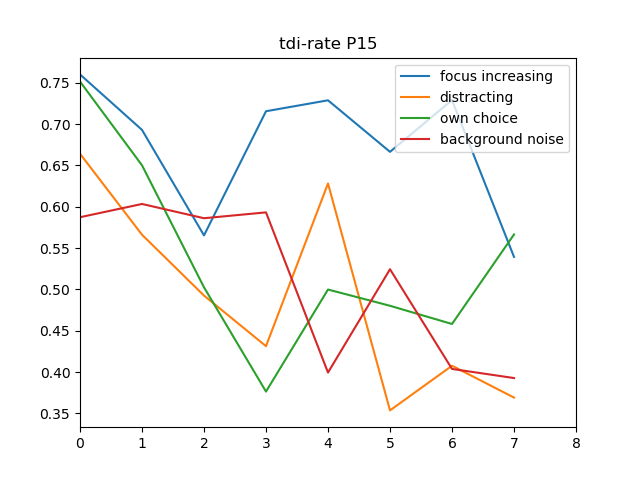 tdi-rate P15
focus increasing
distracting
own choice
background noise
0.75
0.70
0.65
0.60
0.55
0.50
0.45
0.40
0.35
0 1 2 3 4 5 6 7 8